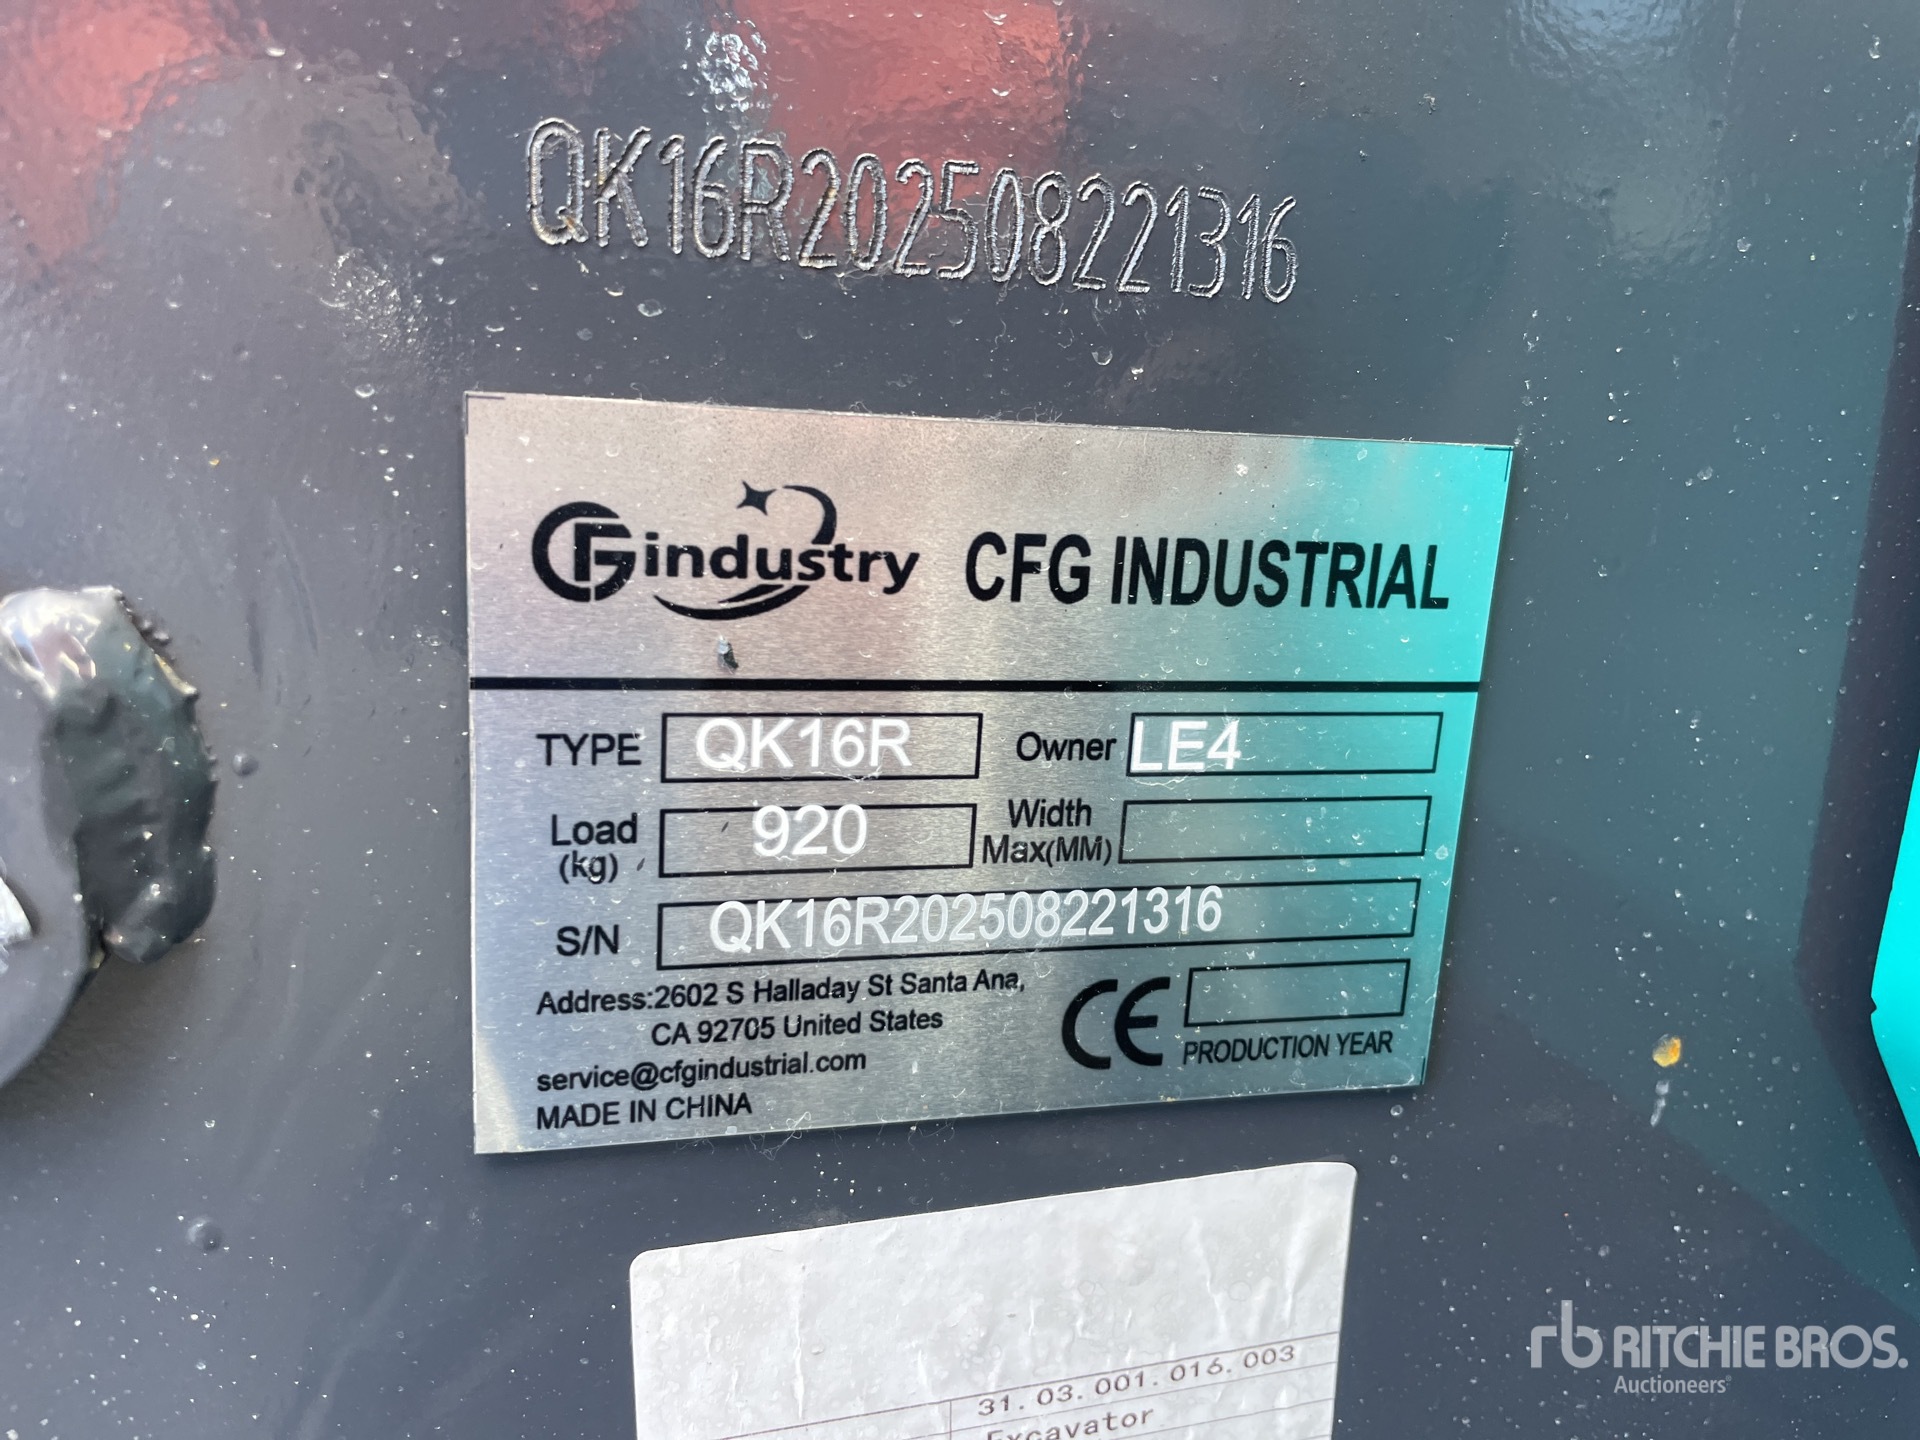 QK16R202508221316
CFGindustry CFG INDUSTRIAL
TYPE QK16R Owner LE4
Load (kg) 920 Width Max(MM)
S/N QK16R202508221316
Address:2602 S Halladay St Santa Ana,
CA 92705 United States
service@cfgindustrial.com
MADE IN CHINA
CE PRODUCTION YEAR
31.03.001.016.003
Excavator
rb RITCHIE BROS.
Auctioneers